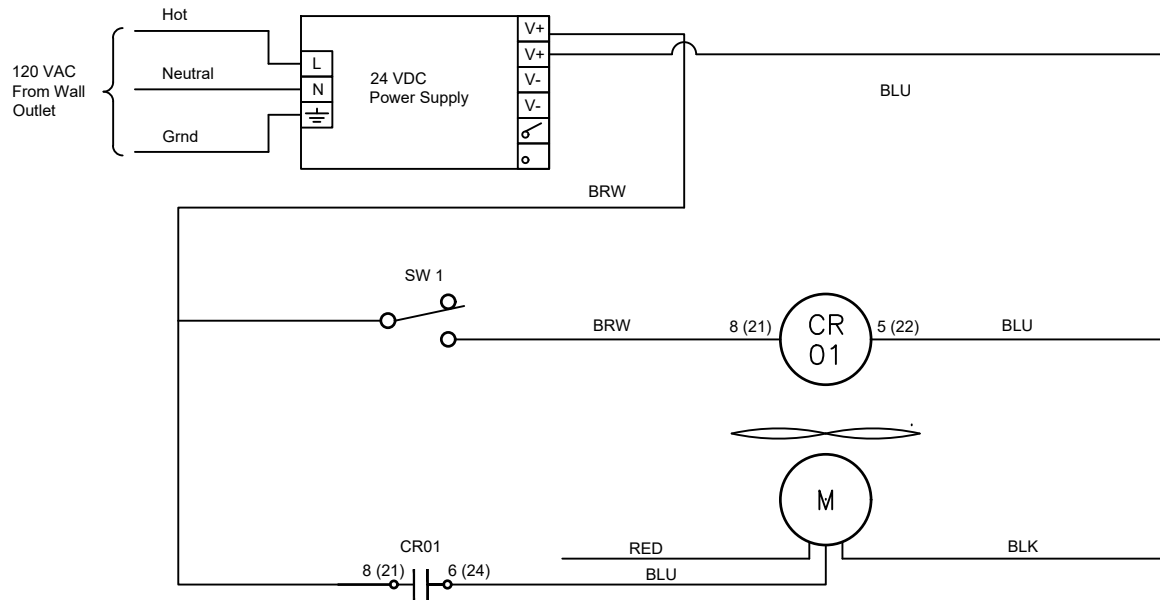 Hot
120 VAC
From Wall
Outlet
Neutral
Grnd
L
N
24 VDC
Power Supply
V+
V+
V-
V-
BLU
BRW
SW 1
BRW
8 (21)
CR
01
5 (22)
BLU
M
RED
BLK
CR01
8 (21)
6 (24)
BLU